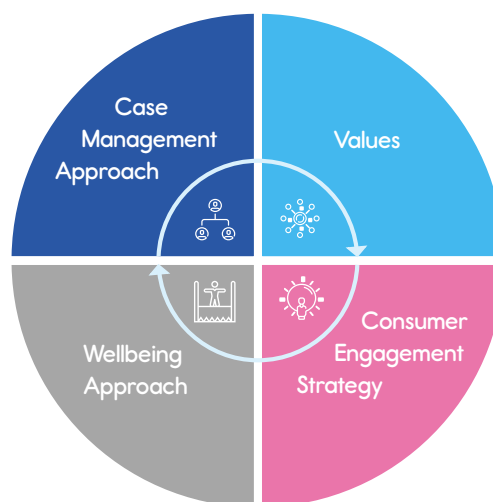 Case
Management
Approach
Values
Wellbeing
Approach
Consumer
Engagement
Strategy